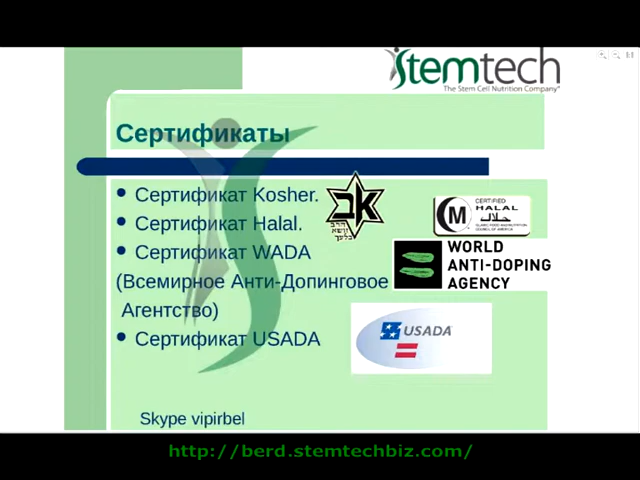 Stemtech
The Stem Cell Nutrition Company
Сертификаты
Сертификат Kosher.
Сертификат Halal.
Сертификат WADA
(Всемирное Анти-Допинговое
Агентство)
Сертификат USADA
CERTIFIED
HALAL
M
حلال
WORLD
ANTI-DOPING
AGENCY
USADA
Skype vipirbel
http://berd.stemtechbiz.com/